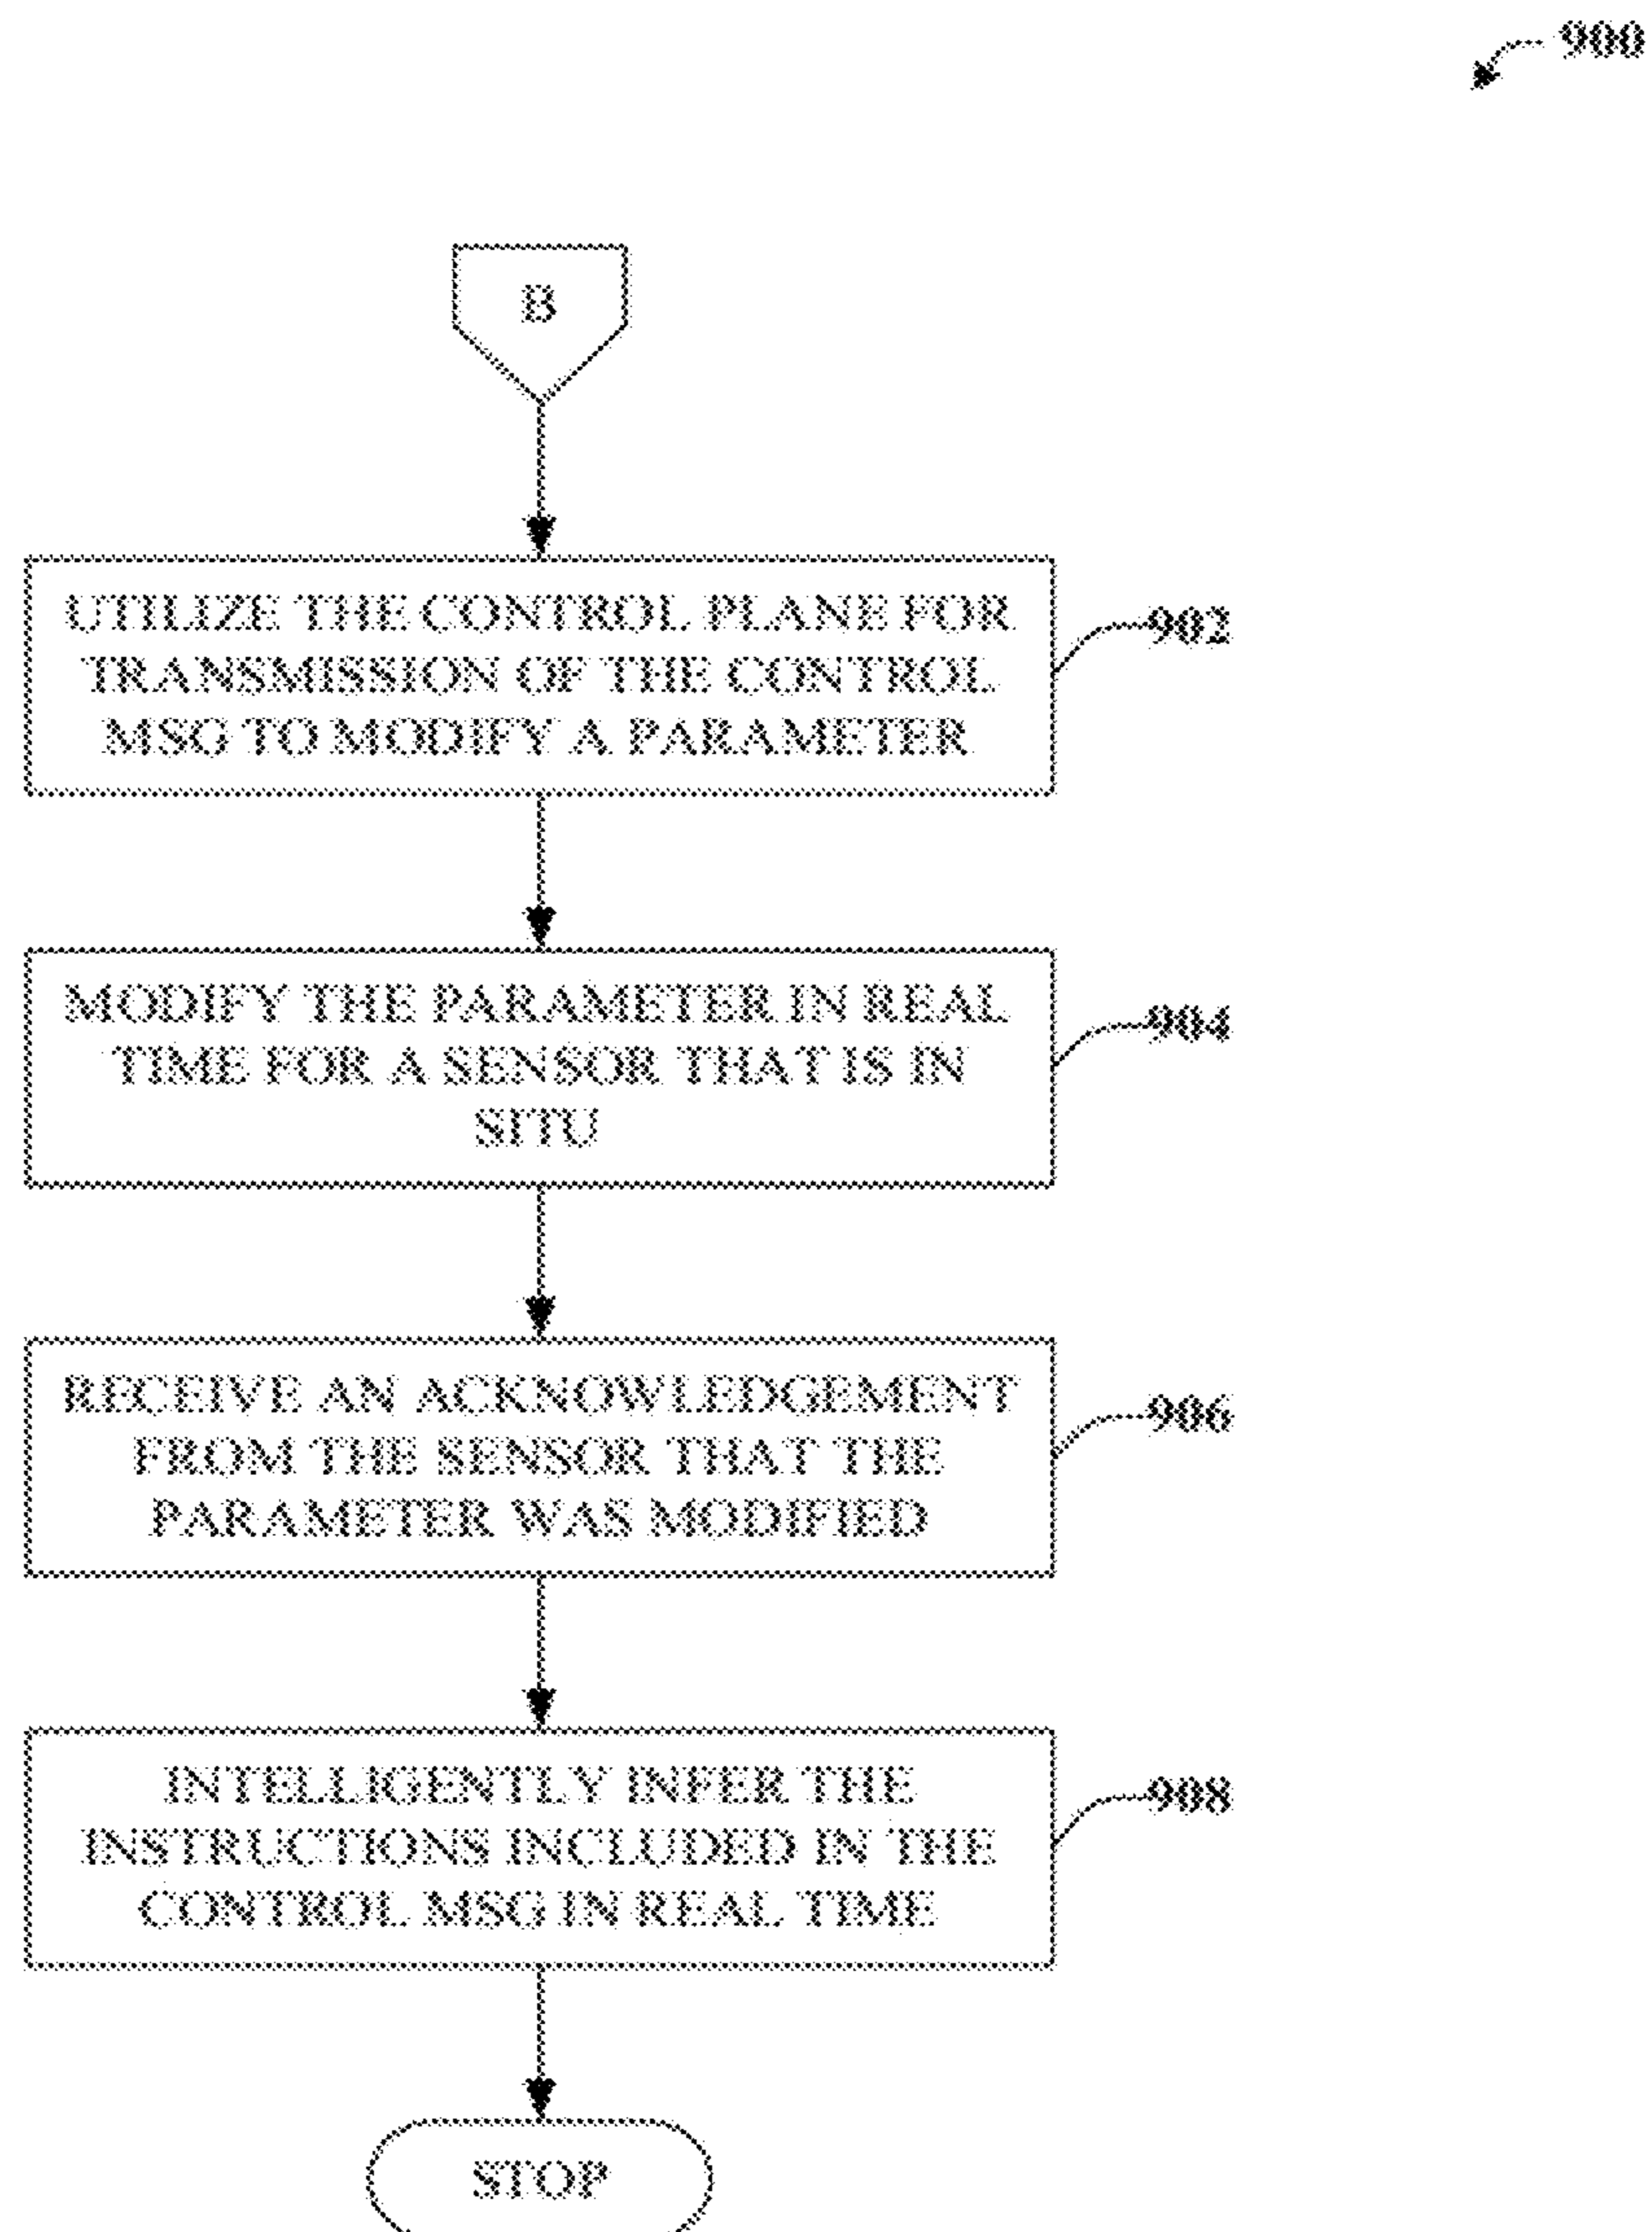 900
B
UTILIZE THE CONTROL PLANE FOR
TRANSMISSION OF THE CONTROL
MSG TO MODIFY A PARAMETER
902
MODIFY THE PARAMETER IN REAL
TIME FOR A SENSOR THAT IS IN
SITU
904
RECEIVE AN ACKNOWLEDGEMENT
FROM THE SENSOR THAT THE
PARAMETER WAS MODIFIED
906
INTELLIGENTLY INFER THE
INSTRUCTIONS INCLUDED IN THE
CONTROL MSG IN REAL TIME
908
STOP